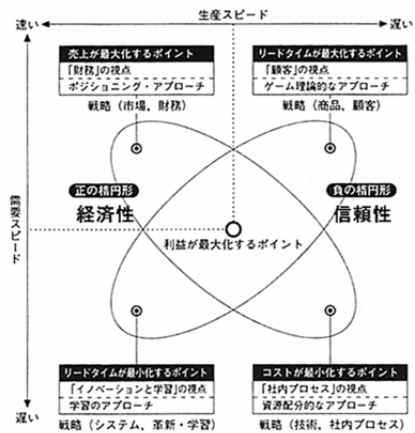 生産スピード
速い
遅い
売上が最大化するポイント
「財務」の視点
ポジショニング・アプローチ
戦略（市場，財務）
リードタイムが最大化するポイント
「顧客」の視点
ゲーム理論的なアプローチ
戦略（商品，顧客）
正の楕円形
経済性
負の楕円形
信頼性
需要スピード
利益が最大化するポイント
リードタイムが最小化するポイント
「イノベーションと学習」の視点
学習のアプローチ
戦略（システム，革新・学習）
コストが最小化するポイント
「社内プロセス」の視点
資源配分的なアプローチ
戦略（技術，社内プロセス）
遅い